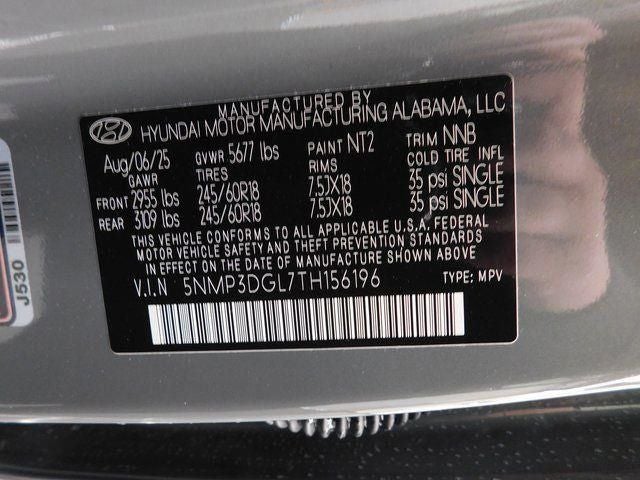 MANUFACTURED BY
HYUNDAI MOTOR MANUFACTURING ALABAMA, LLC
Aug/06/25 GVWR 5677 lbs PAINT NT2 TRIM NNB
GAWR TIRES RIMS COLD TIRE INFL
FRONT 2955 lbs 245/60R18 7.5JX18 35 psi SINGLE
REAR 3109 lbs 245/60R18 7.5JX18 35 psi SINGLE
THIS VEHICLE CONFORMS TO ALL APPLICABLE U.S.A. FEDERAL
MOTOR VEHICLE SAFETY, BUMPER, AND THEFT PREVENTION
STANDARDS IN EFFECT ON THE DATE OF MANUFACTURE SHOWN ABOVE.
V.I.N 5NMP3DGL7TH156196 TYPE: MPV
J530